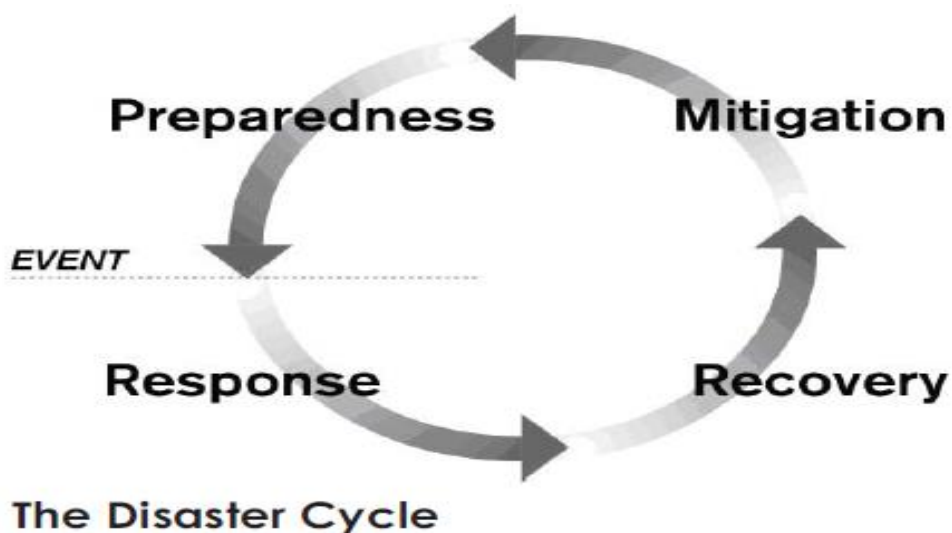 Preparedness
Mitigation
EVENT
Response
Recovery
The Disaster Cycle